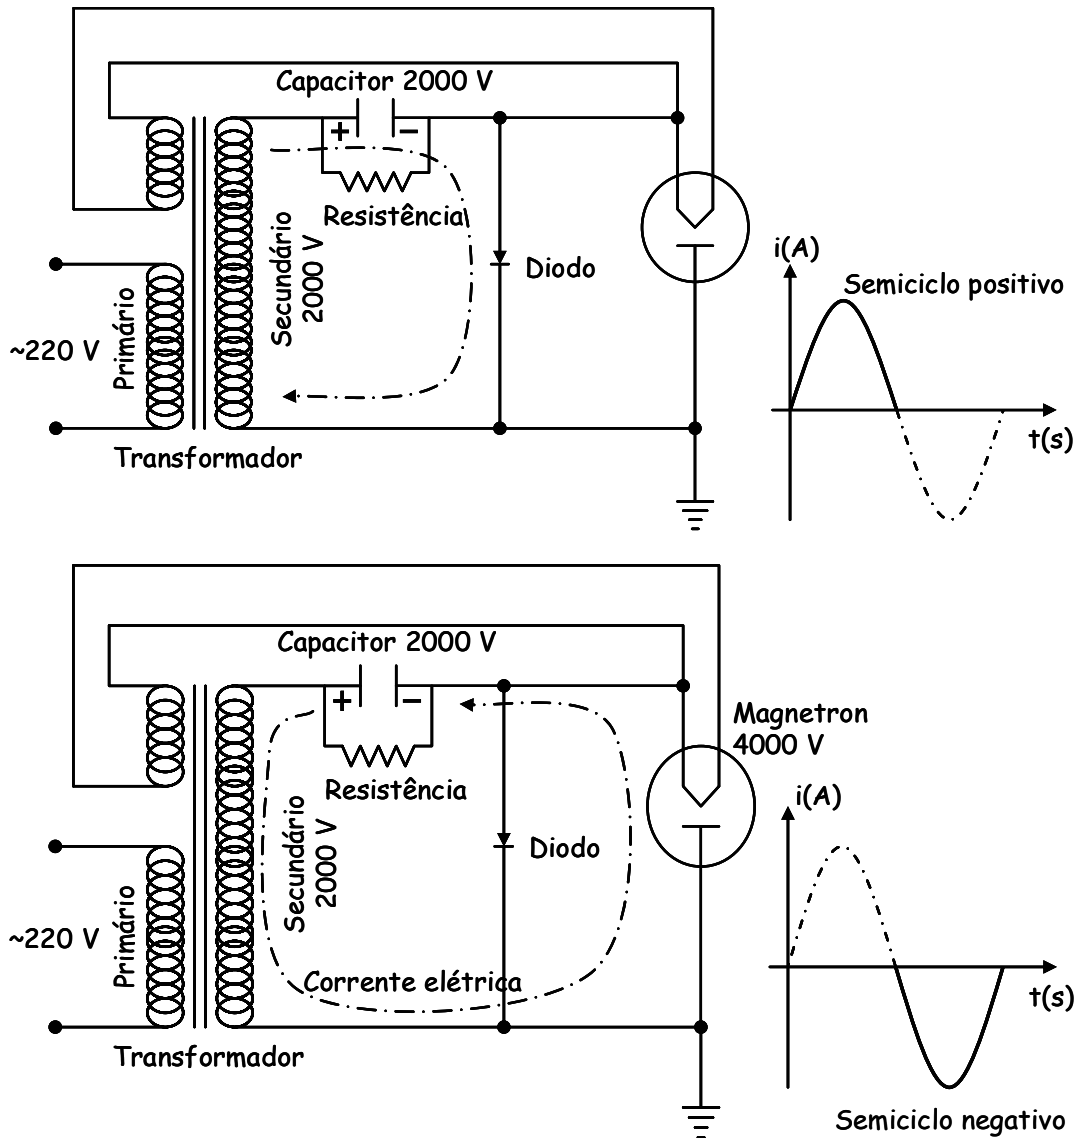 Capacitor 2000 V
+ −
Resistência
Secundário
2000 V
Diodo
Primário
~220 V
Transformador
i(A)
Semiciclo positivo
t(s)
Capacitor 2000 V
+ −
Resistência
Magnetron
4000 V
Secundário
2000 V
Diodo
Primário
~220 V
Corrente elétrica
Transformador
i(A)
t(s)
Semiciclo negativo